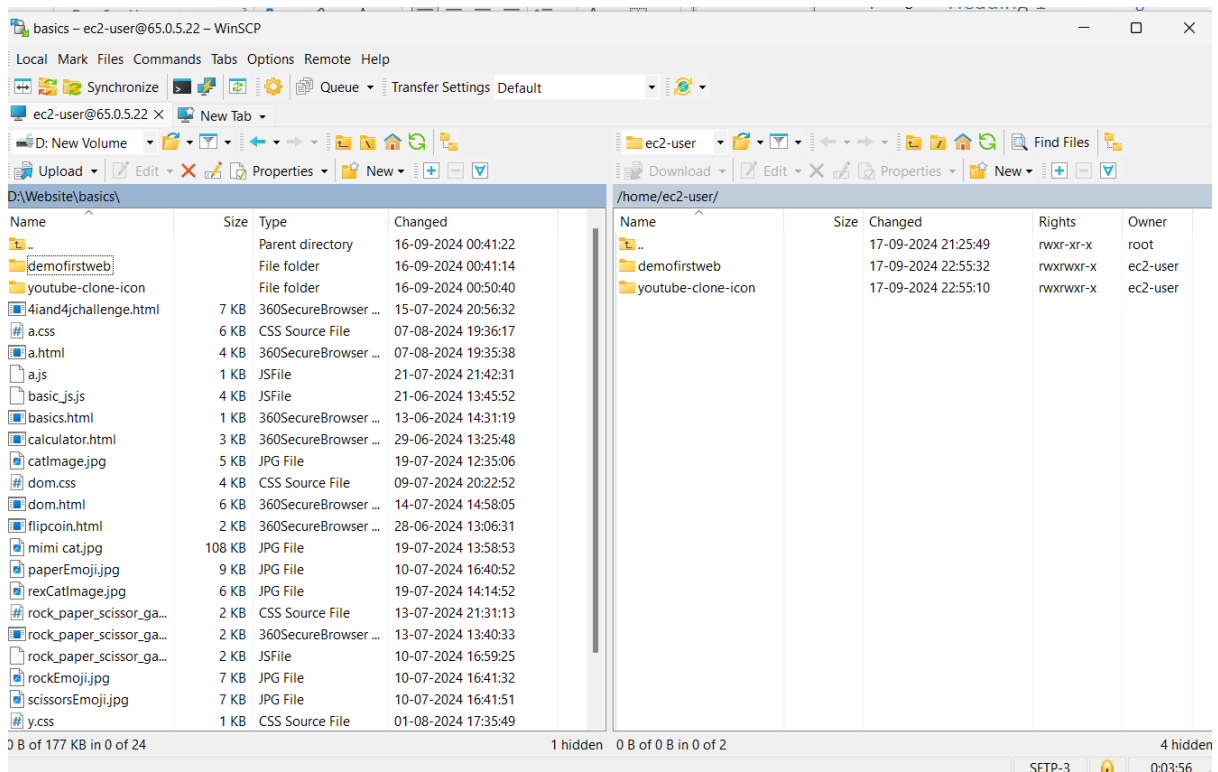 basics – ec2-user@65.0.5.22 – WinSCP
Local Mark Files Commands Tabs Options Remote Help
Synchronize Queue Transfer Settings Default
ec2-user@65.0.5.22 × New Tab
D: New Volume ec2-user Find Files
Upload Edit Properties New Download Edit Properties New
D:\Website\basics\ /home/ec2-user/
Name Size Type Changed Name Size Changed Rights Owner
.. Parent directory 16-09-2024 00:41:22 .. 17-09-2024 21:25:49 rwxr-xr-x root
demofirstweb File folder 16-09-2024 00:41:14 demofirstweb 17-09-2024 22:55:32 rwxrwxr-x ec2-user
youtube-clone-icon File folder 16-09-2024 00:50:40 youtube-clone-icon 17-09-2024 22:55:10 rwxrwxr-x ec2-user
4iand4jchallenge.html 7 KB 360SecureBrowser ... 15-07-2024 20:56:32
a.css 6 KB CSS Source File 07-08-2024 19:36:17
a.html 4 KB 360SecureBrowser ... 07-08-2024 19:35:38
a.js 1 KB JSFile 21-07-2024 21:42:31
basic_js.js 4 KB JSFile 21-06-2024 13:45:52
basics.html 1 KB 360SecureBrowser ... 13-06-2024 14:31:19
calculator.html 3 KB 360SecureBrowser ... 29-06-2024 13:25:48
catImage.jpg 5 KB JPG File 19-07-2024 12:35:06
dom.css 4 KB CSS Source File 09-07-2024 20:22:52
dom.html 6 KB 360SecureBrowser ... 14-07-2024 14:58:05
flipcoin.html 2 KB 360SecureBrowser ... 28-06-2024 13:06:31
mimi cat.jpg 108 KB JPG File 19-07-2024 13:58:53
paperEmoji.jpg 9 KB JPG File 10-07-2024 16:40:52
rexCatImage.jpg 6 KB JPG File 19-07-2024 14:14:52
rock_paper_scissor_ga... 2 KB CSS Source File 13-07-2024 21:31:13
rock_paper_scissor_ga... 2 KB 360SecureBrowser ... 13-07-2024 13:40:33
rock_paper_scissor_ga... 2 KB JSFile 10-07-2024 16:59:25
rockEmoji.jpg 7 KB JPG File 10-07-2024 16:41:32
scissorsEmoji.jpg 7 KB JPG File 10-07-2024 16:41:51
y.css 1 KB CSS Source File 01-08-2024 17:35:49
0 B of 177 KB in 0 of 24 1 hidden 0 B of 0 B in 0 of 2 4 hidden
SFTP-3 0:03:56